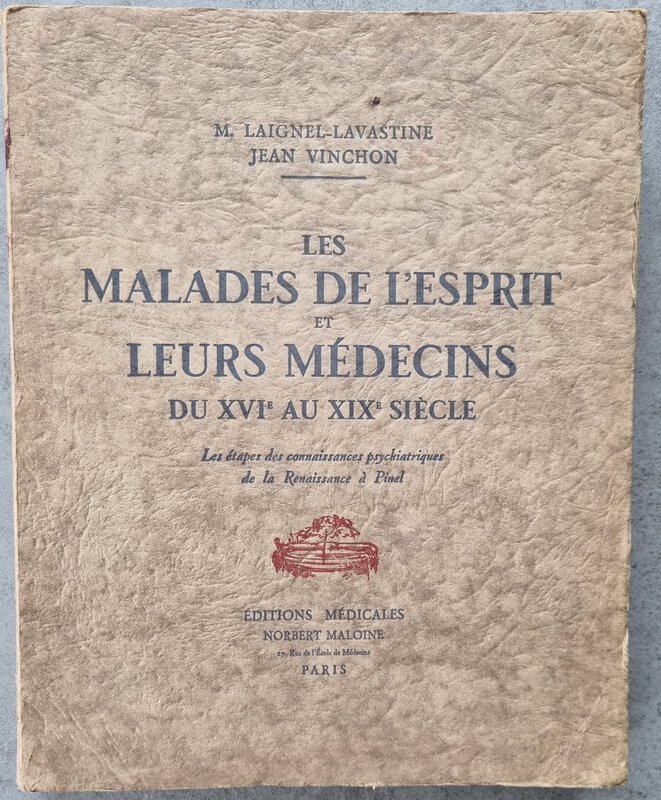 M. LAIGNEL-LAVASTINE
JEAN VINCHON
LES
MALADES DE L'ESPRIT
ET
LEURS MÉDECINS
DU XVIᴱ AU XIXᴱ SIÈCLE
Les étapes des connaissances psychiatriques
de la Renaissance à Pinel
ÉDITIONS MÉDICALES
NORBERT MALOINE
27, Rue de l'École de Médecine
PARIS